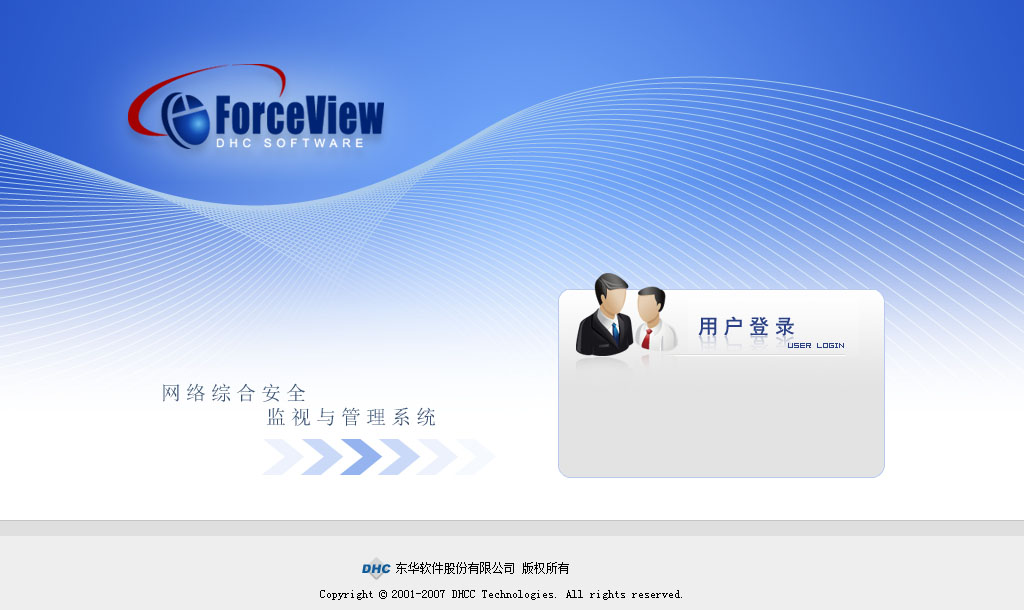 ForceView
DHC SOFTWARE
用户登录
USER LOGIN
网络综合安全
监视与管理系统
DHC 东华软件股份有限公司 版权所有
Copyright © 2001-2007 DHCC Technologies. All rights reserved.